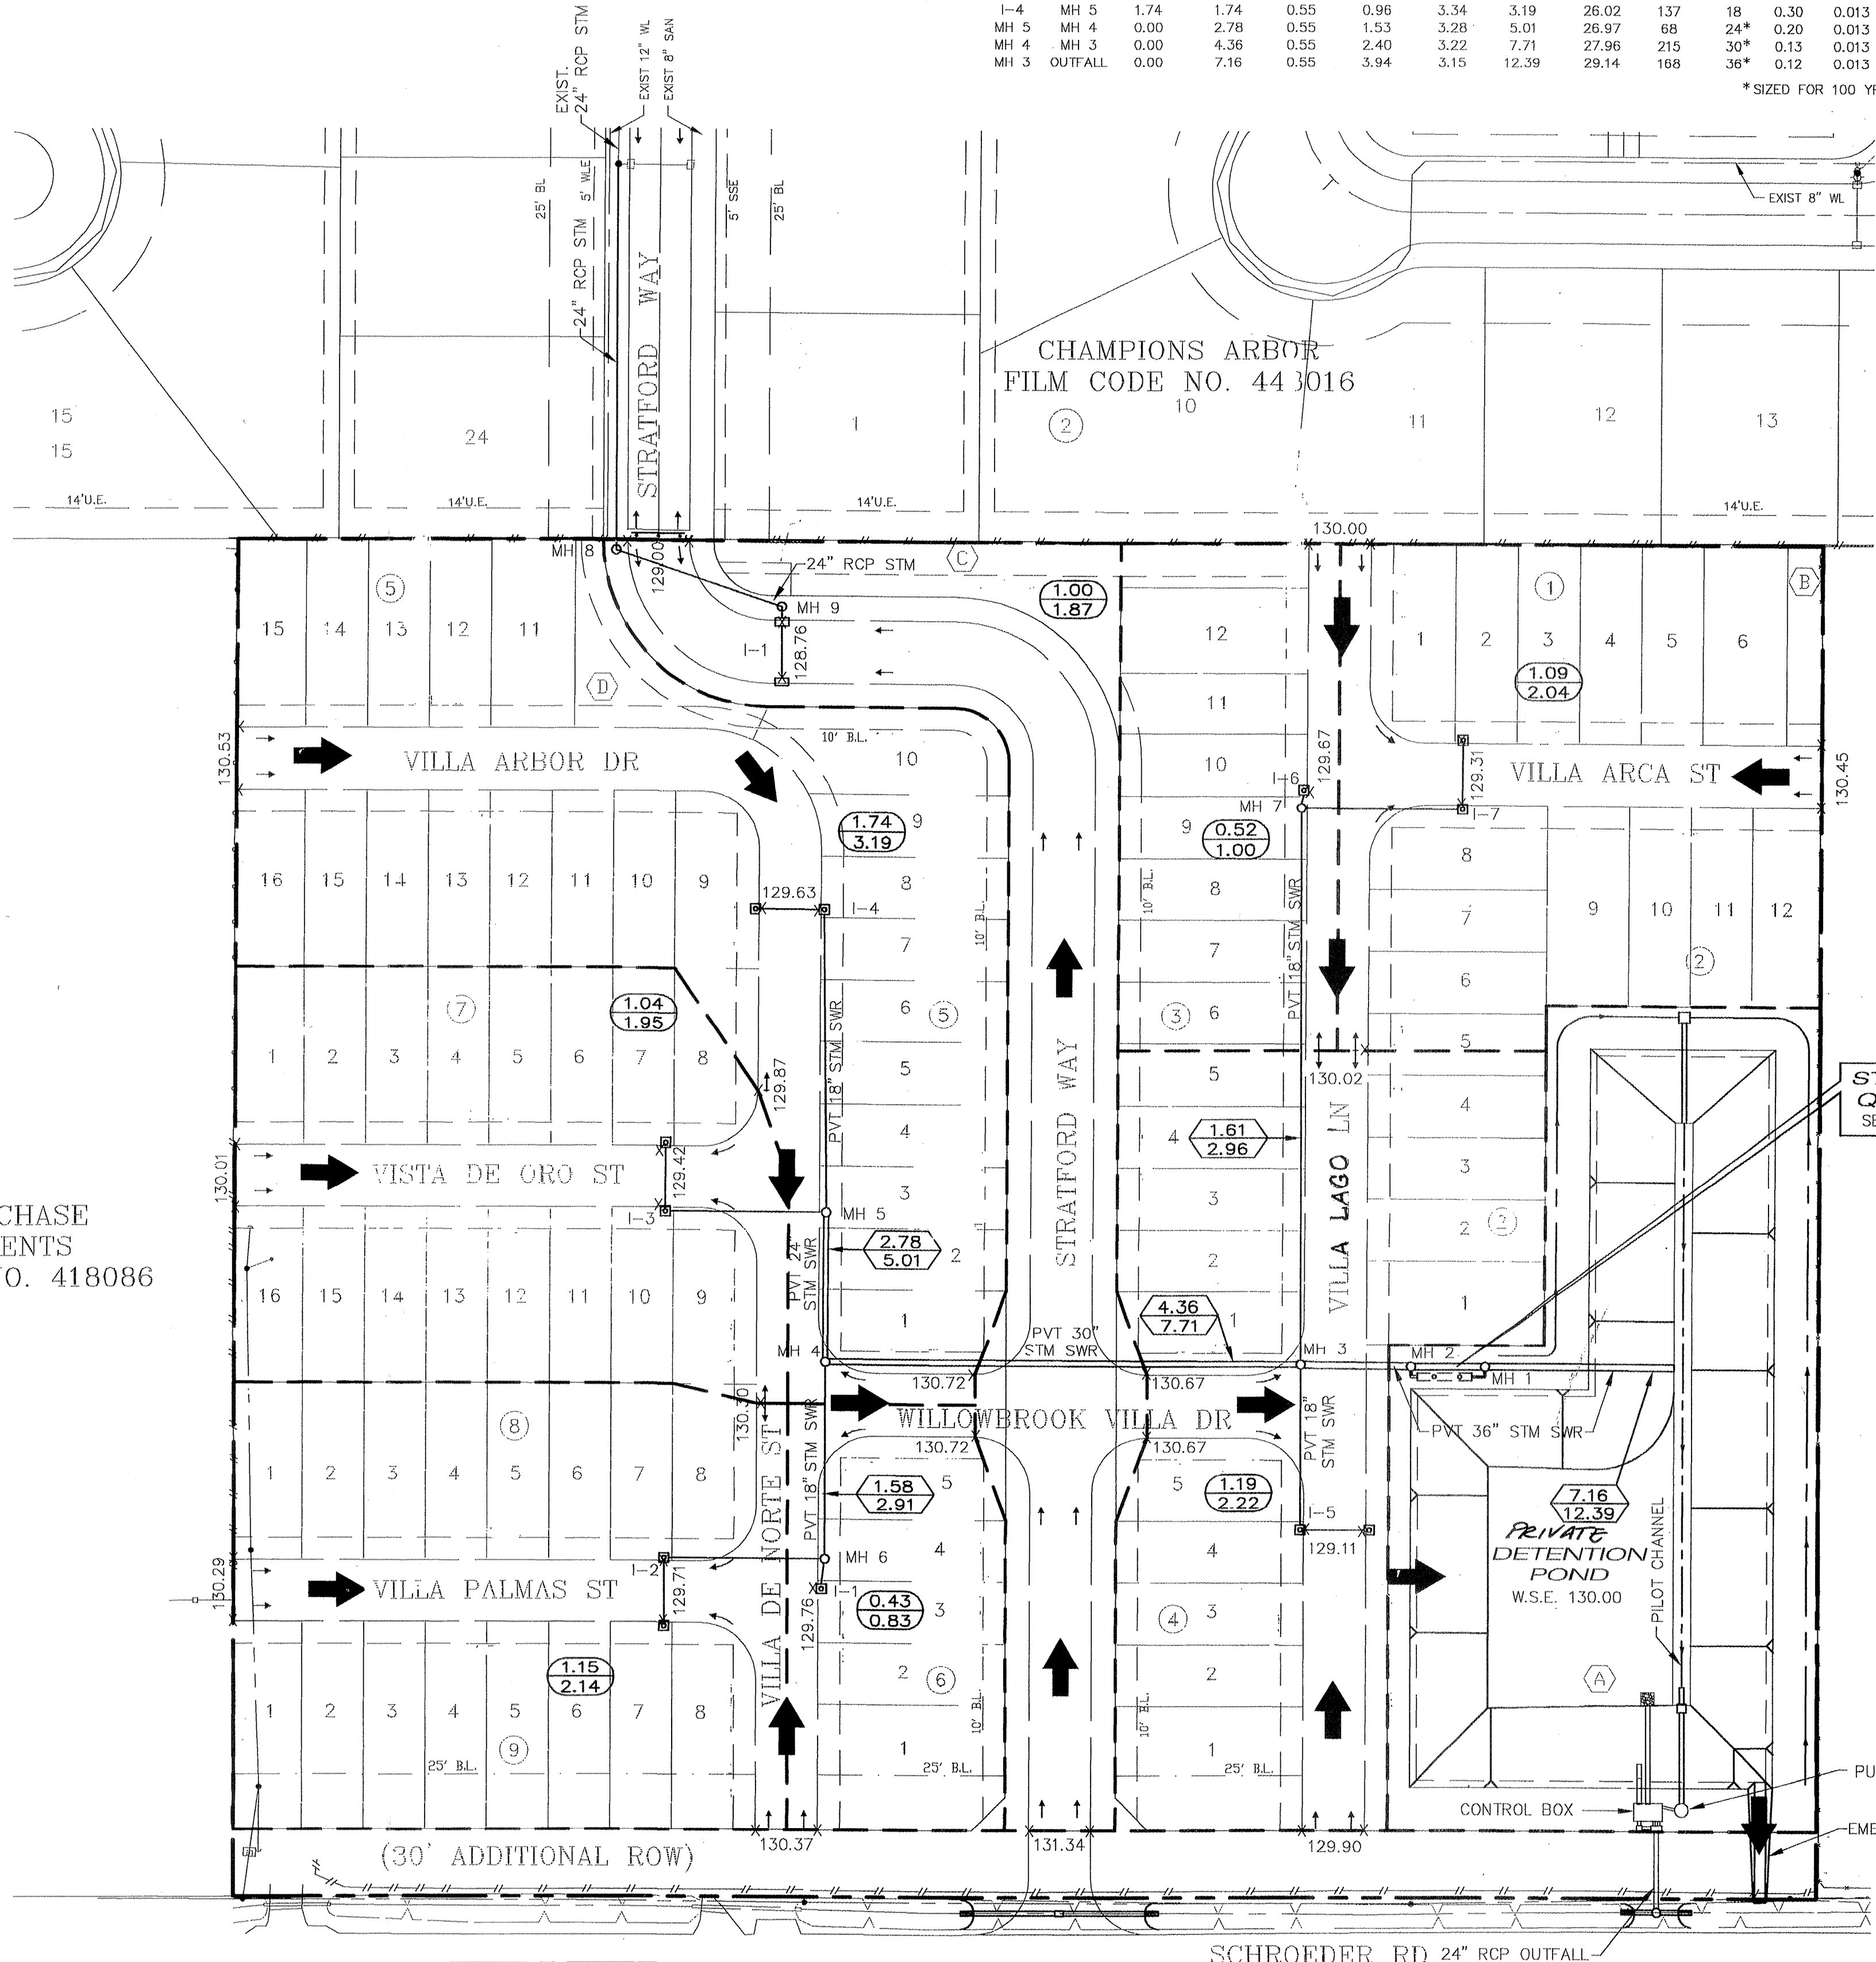 I-4 MH 5 1.74 1.74 0.55 0.96 3.34 3.19 26.02 137 18 0.30 0.013
MH 5 MH 4 0.00 2.78 0.55 1.53 3.28 5.01 26.97 68 24* 0.20 0.013
MH 4 MH 3 0.00 4.36 0.55 2.40 3.22 7.71 27.96 215 30* 0.13 0.013
MH 3 OUTFALL 0.00 7.16 0.55 3.94 3.15 12.39 29.14 168 36* 0.12 0.013
*SIZED FOR 100 YR
EXIST.
24" RCP STM
EXIST 12" WL
EXIST 8" SAN
25' BL
5' WLE
24" RCP STM
STRATFORD WAY
5' SSE
25' BL
EXIST 8" WL
CHAMPIONS ARBOR
FILM CODE NO.
10
2
15
15
24
1
11
12
13
14'U.E.
14'U.E.
14'U.E.
14'U.E.
130.00
MH 8
129.00
24" RCP STM
C
B
5
1.00
1.87
1
MH 9
15
14
13
12
11
I-1
128.76
12
1
2
3
4
5
6
1.09
2.04
D
11
10' B.L.
10
10
129.67
130.53
VILLA ARBOR DR
I-6
MH 7
129.31
VILLA ARCA ST
130.45
I-7
1.74
3.19
9
9
0.52
1.00
16
15
14
13
12
11
10
9
129.63
I-4
8
8
8
7
10' B.L.
10' B.L.
7
7
9
10
11
12
PVT 18" STM SWR
2
6
7
1.04
1.95
6
5
3
6
5
PVT 18" STM SWR
1
2
3
4
5
6
7
8
129.87
5
5
130.02
STRATFORD WAY
4
4
1.61
2.96
4
VILLA LAGO LN
130.01
VISTA DE ORO ST
129.42
I-3
3
3
3
MH 5
2
2
CHASE
ENTS
NO. 418086
PVT 24"
STM SWR
2.78
5.01
2
2
16
15
14
13
12
11
10
9
1
1
1
4.36
7.71
PVT 30"
STM SWR
MH 4
MH 3
MH 2
MH 1
130.72
130.67
WILLOWBROOK VILLA DR
130.72
130.67
130.30
8
PVT 18" STM SWR
PVT 18"
STM SWR
PVT 36" STM SWR
1
2
3
4
5
6
7
8
1.58
2.91
5
5
1.19
2.22
I-5
7.16
12.39
PRIVATE
DETENTION
POND
W.S.E. 130.00
PILOT CHANNEL
129.11
4
4
MH 6
130.29
VILLA PALMAS ST
I-2
129.71
I-1
129.76
0.43
0.83
3
3
4
VILLA DE NORTE ST
1.15
2.14
2
6
2
A
1
2
3
4
5
6
7
8
9
25' B.L.
1
10' B.L.
25' B.L.
10' B.L.
1
25' B.L.
CONTROL BOX
PU
EME
(30' ADDITIONAL ROW)
130.37
131.34
129.90
SCHROEDER RD
24" RCP OUTFALL